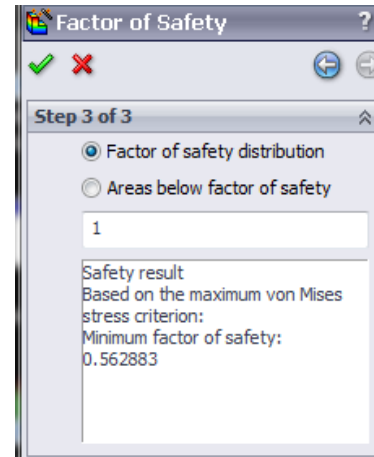 Factor of Safety ?
Step 3 of 3
Factor of safety distribution
Areas below factor of safety
1
Safety result
Based on the maximum von Mises
stress criterion:
Minimum factor of safety:
0.562883